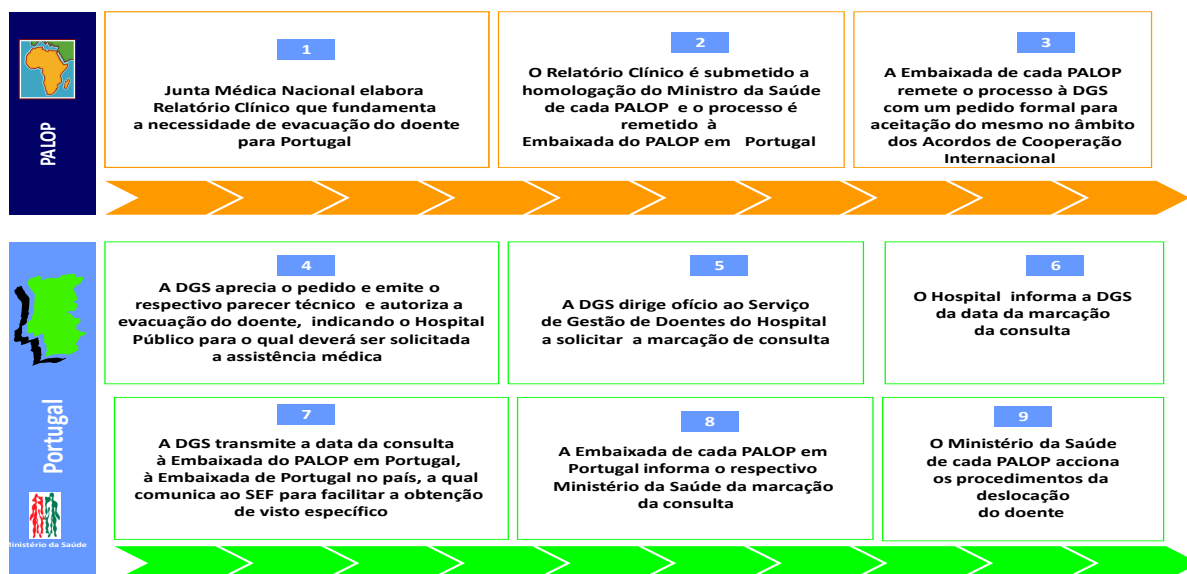 PALOP
1
Junta Médica Nacional elabora
Relatório Clínico que fundamenta
a necessidade de evacuação do doente
para Portugal
2
O Relatório Clínico é submetido a
homologação do Ministro da Saúde
de cada PALOP e o processo é
remetido à
Embaixada do PALOP em Portugal
3
A Embaixada de cada PALOP
remete o processo à DGS
com um pedido formal para
aceitação do mesmo no âmbito
dos Acordos de Cooperação
Internacional
Portugal
Ministério da Saúde
4
A DGS aprecia o pedido e emite o
respectivo parecer técnico e autoriza a
evacuação do doente, indicando o Hospital
Público para o qual deverá ser solicitada
a assistência médica
5
A DGS dirige ofício ao Serviço
de Gestão de Doentes do Hospital
a solicitar a marcação de consulta
6
O Hospital informa a DGS
da data da marcação
da consulta
7
A DGS transmite a data da consulta
à Embaixada do PALOP em Portugal,
à Embaixada de Portugal no país, a qual
comunica ao SEF para facilitar a obtenção
de visto específico
8
A Embaixada de cada PALOP em
Portugal informa o respectivo
Ministério da Saúde da marcação
da consulta
9
O Ministério da Saúde
de cada PALOP acciona
os procedimentos da
deslocação
do doente